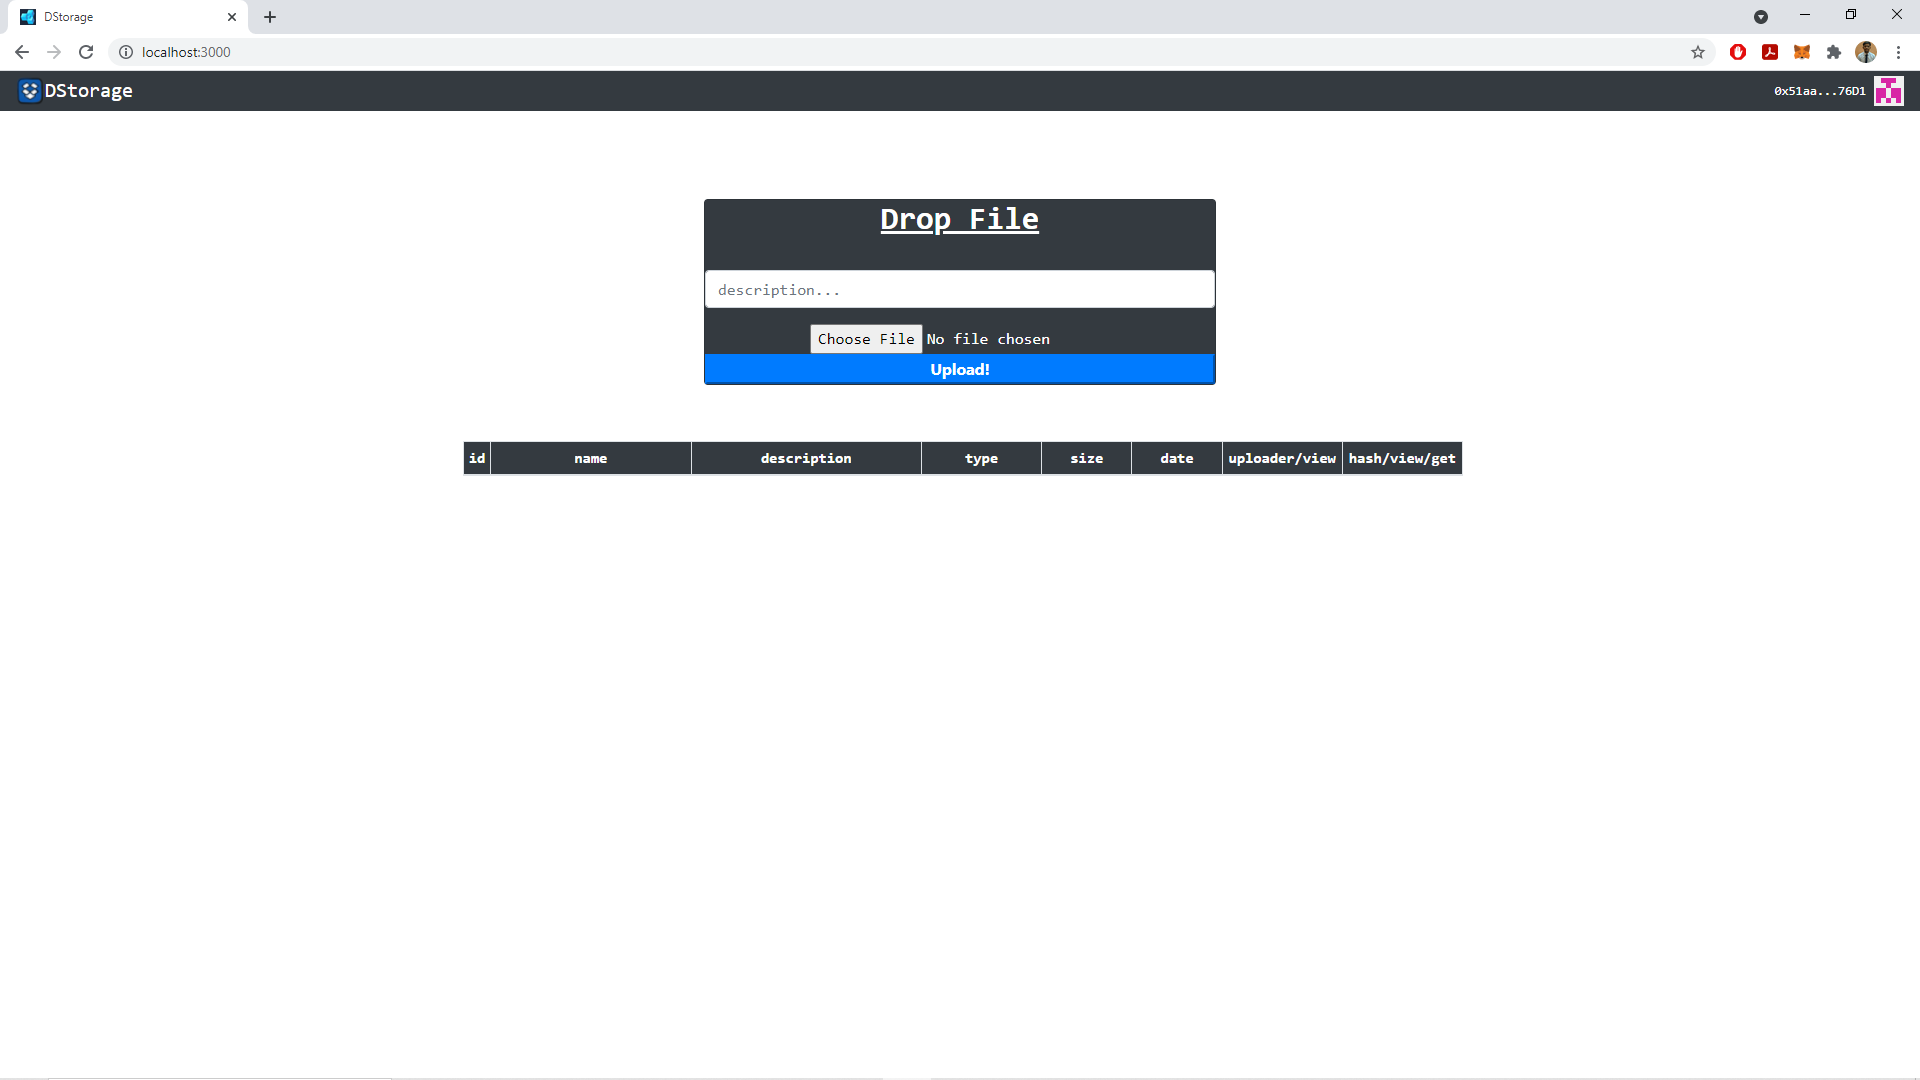 DStorage
localhost:3000
DStorage
0x51aa...76D1
Drop File
description...
Choose File No file chosen
Upload!
id name description type size date uploader/view hash/view/get